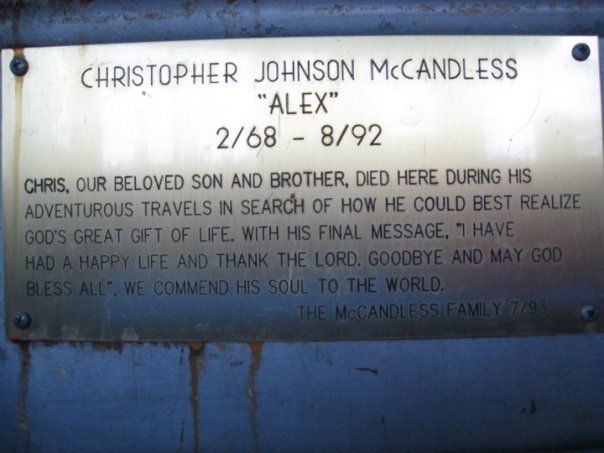 CHRISTOPHER JOHNSON McCANDLESS
"ALEX"
2/68 - 8/92
CHRIS, OUR BELOVED SON AND BROTHER, DIED HERE DURING HIS
ADVENTUROUS TRAVELS IN SEARCH OF HOW HE COULD BEST REALIZE
GOD'S GREAT GIFT OF LIFE. WITH HIS FINAL MESSAGE, "I HAVE
HAD A HAPPY LIFE AND THANK THE LORD. GOODBYE AND MAY GOD
BLESS ALL", WE COMMEND HIS SOUL TO THE WORLD.
THE McCANDLESS FAMILY 7/93